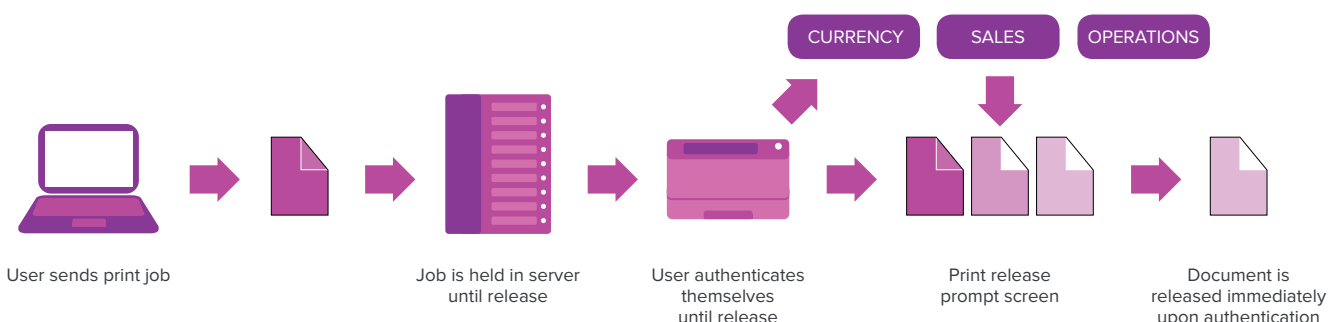 CURRENCY
SALES
OPERATIONS
User sends print job
Job is held in server
until release
User authenticates
themselves
until release
Print release
prompt screen
Document is
released immediately
upon authentication